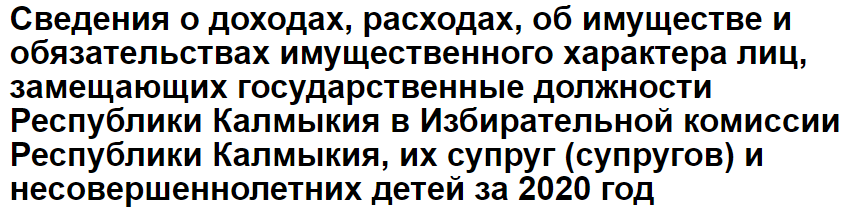 Сведения о доходах, расходах, об имуществе и
обязательствах имущественного характера лиц,
замещающих государственные должности
Республики Калмыкия в Избирательной комиссии
Республики Калмыкия, их супруг (супругов) и
несовершеннолетних детей за 2020 год